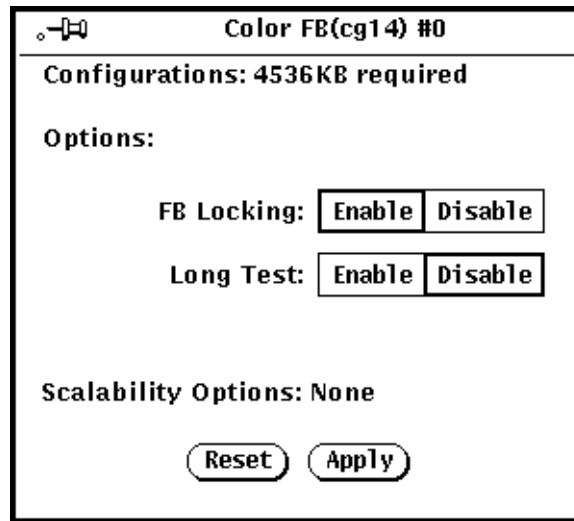 Color FB(cg14) #0
Configurations: 4536KB required
Options:
FB Locking: Enable Disable
Long Test: Enable Disable
Scalability Options: None
Reset Apply